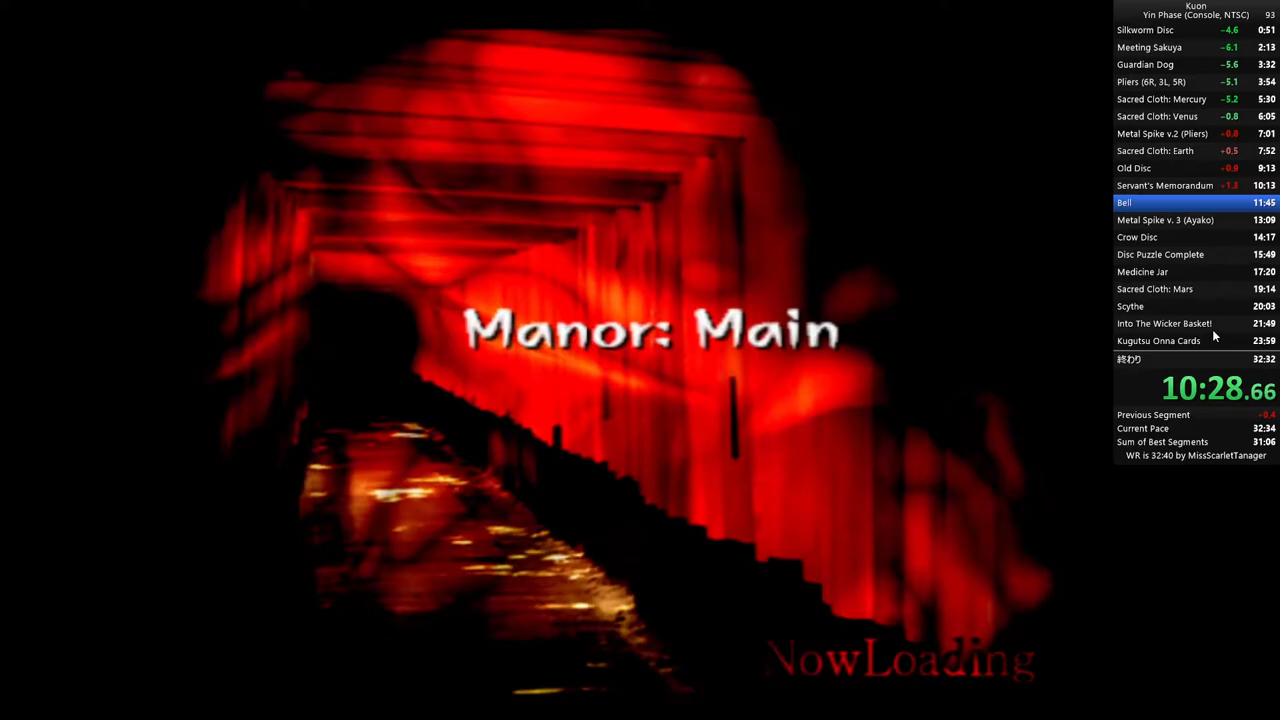 Kuon
Yin Phase (Console, NTSC) 93
Silkworm Disc -4.6 0:51
Meeting Sakuya -6.1 2:13
Guardian Dog -5.6 3:32
Pliers (6R, 3L, 5R) -5.1 3:54
Sacred Cloth: Mercury -5.2 5:30
Sacred Cloth: Venus -0.8 6:05
Metal Spike v.2 (Pliers) +0.8 7:01
Sacred Cloth: Earth +0.5 7:52
Old Disc +0.9 9:13
Servant's Memorandum +1.3 10:13
Bell 11:45
Metal Spike v. 3 (Ayako) 13:09
Crow Disc 14:17
Disc Puzzle Complete 15:49
Medicine Jar 17:20
Sacred Cloth: Mars 19:14
Scythe 20:03
Into The Wicker Basket! 21:49
Kugutsu Onna Cards 23:59
終わり 32:32
10:28.66
Previous Segment +0.4
Current Pace 32:34
Sum of Best Segments 31:06
WR is 32:40 by MissScarletTanager
Manor: Main
NowLoading